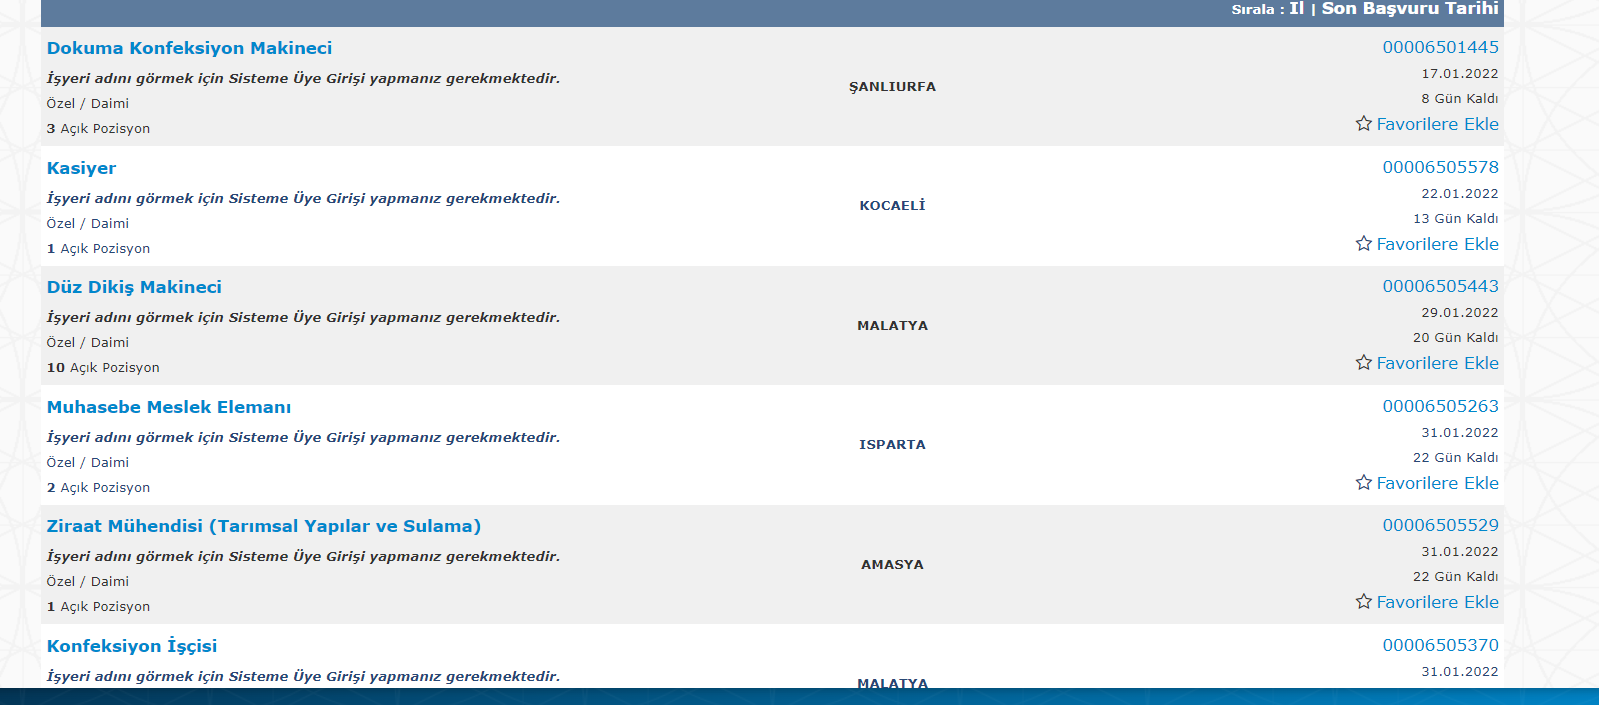 Sırala : İl | Son Başvuru Tarihi
Dokuma Konfeksiyon Makineci
İşyeri adını görmek için Sisteme Üye Girişi yapmanız gerekmektedir.
Özel / Daimi
3 Açık Pozisyon
ŞANLIURFA
00006501445
17.01.2022
8 Gün Kaldı
Favorilere Ekle
Kasiyer
İşyeri adını görmek için Sisteme Üye Girişi yapmanız gerekmektedir.
Özel / Daimi
1 Açık Pozisyon
KOCAELİ
00006505578
22.01.2022
13 Gün Kaldı
Favorilere Ekle
Düz Dikiş Makineci
İşyeri adını görmek için Sisteme Üye Girişi yapmanız gerekmektedir.
Özel / Daimi
10 Açık Pozisyon
MALATYA
00006505443
29.01.2022
20 Gün Kaldı
Favorilere Ekle
Muhasebe Meslek Elemanı
İşyeri adını görmek için Sisteme Üye Girişi yapmanız gerekmektedir.
Özel / Daimi
2 Açık Pozisyon
ISPARTA
00006505263
31.01.2022
22 Gün Kaldı
Favorilere Ekle
Ziraat Mühendisi (Tarımsal Yapılar ve Sulama)
İşyeri adını görmek için Sisteme Üye Girişi yapmanız gerekmektedir.
Özel / Daimi
1 Açık Pozisyon
AMASYA
00006505529
31.01.2022
22 Gün Kaldı
Favorilere Ekle
Konfeksiyon İşçisi
İşyeri adını görmek için Sisteme Üye Girişi yapmanız gerekmektedir.
MALATYA
00006505370
31.01.2022